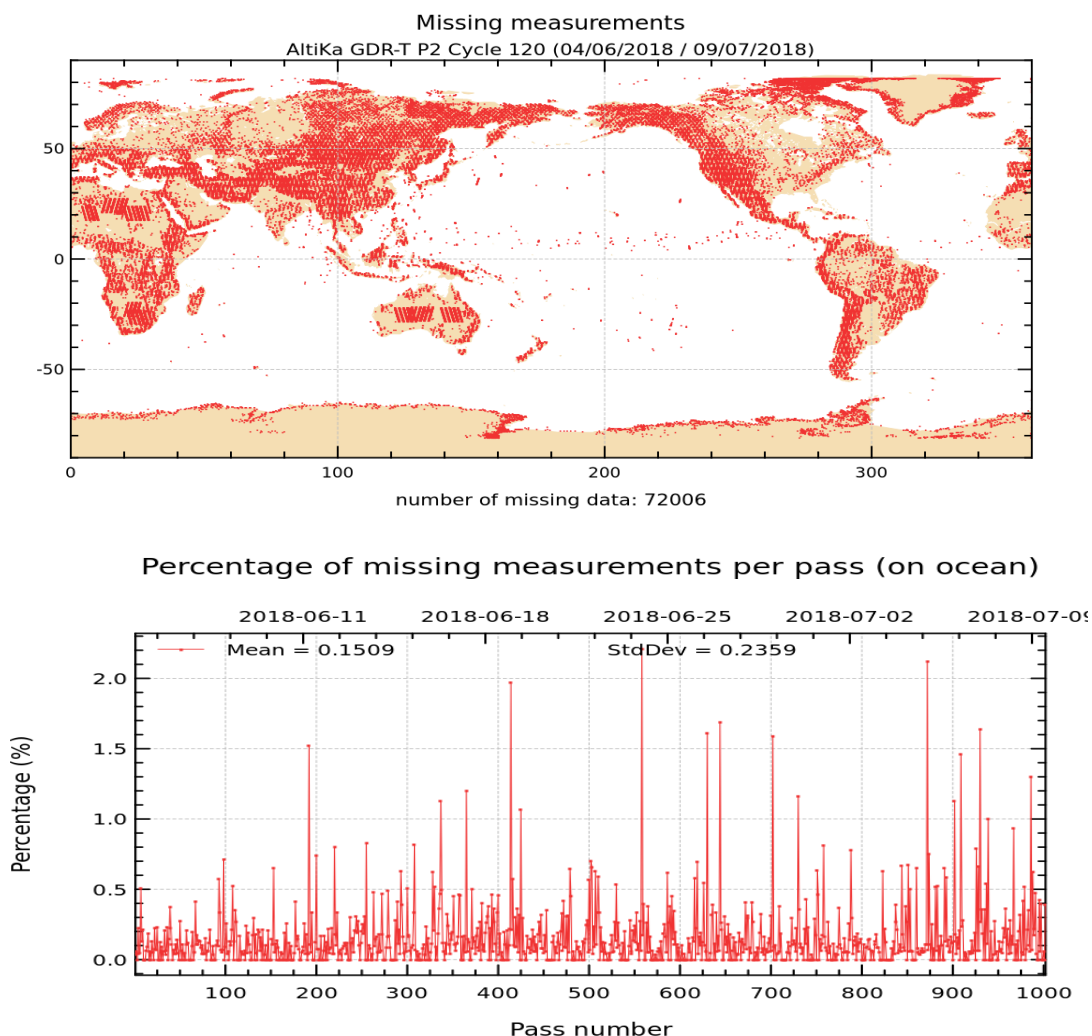 Missing measurements
AltiKa GDR-T P2 Cycle 120 (04/06/2018 / 09/07/2018)
50
0
-50
0 100 200 300
number of missing data: 72006
Percentage of missing measurements per pass (on ocean)
2018-06-11 2018-06-18 2018-06-25 2018-07-02 2018-07-09
Mean = 0.1509 StdDev = 0.2359
2.0
1.5
1.0
0.5
0.0
Percentage (%)
100 200 300 400 500 600 700 800 900 1000
Pass number